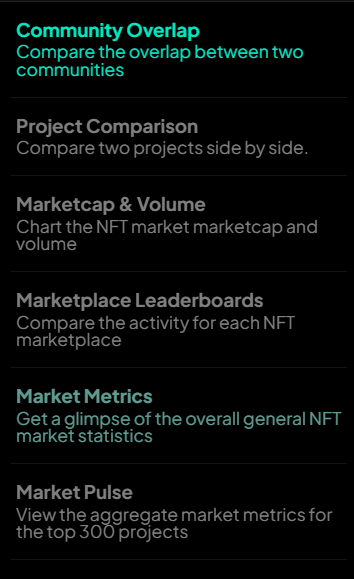 Community Overlap
Compare the overlap between two
communities
Project Comparison
Compare two projects side by side.
Marketcap & Volume
Chart the NFT market marketcap and
volume
Marketplace Leaderboards
Compare the activity for each NFT
marketplace
Market Metrics
Get a glimpse of the overall general NFT
market statistics
Market Pulse
View the aggregate market metrics for
the top 300 projects